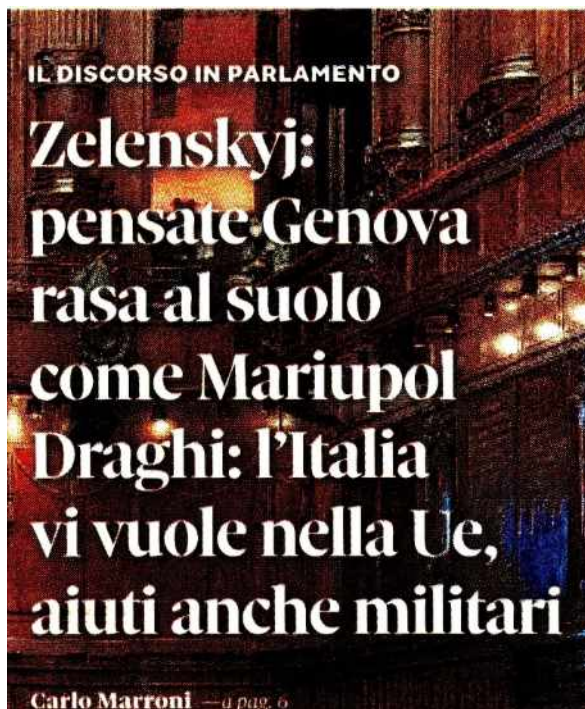 IL DISCORSO IN PARLAMENTO
Zelenskyj:
pensate Genova
rasa al suolo
come Mariupol
Draghi: l’Italia
vi vuole nella Ue,
aiuti anche militari
Carlo Marroni —a pag. 6